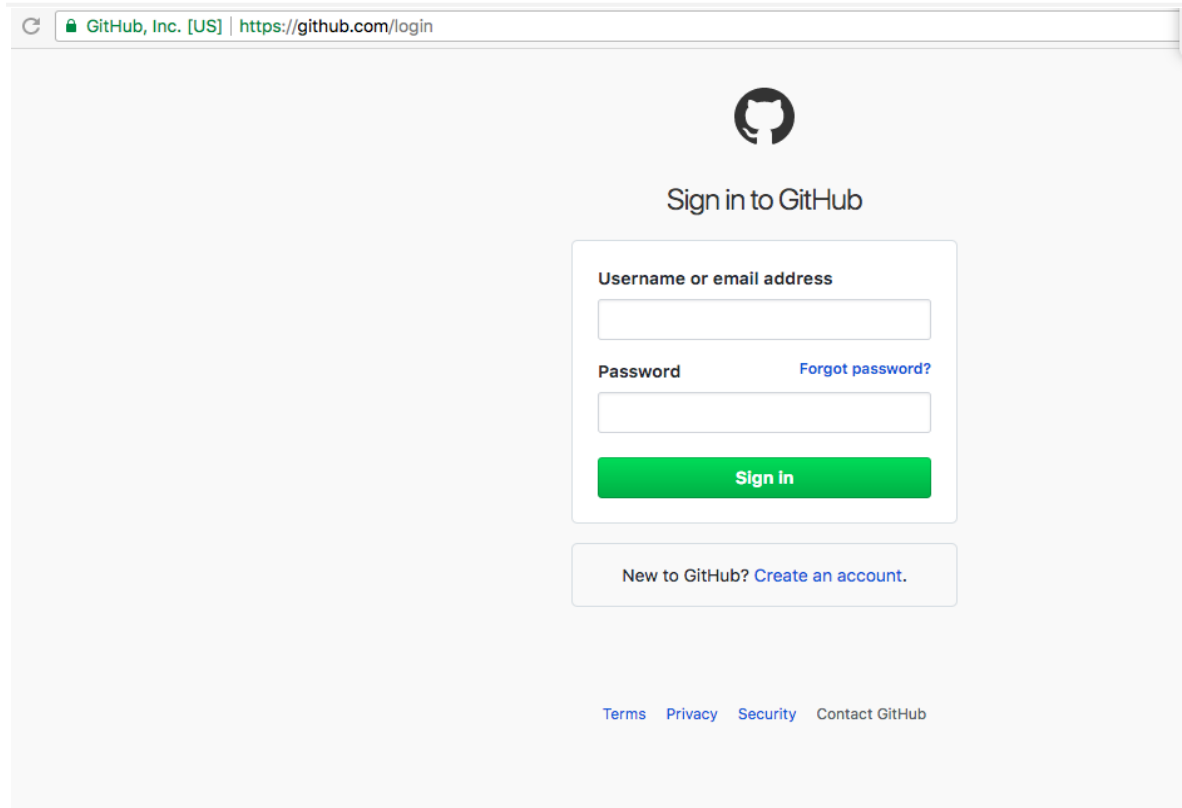 GitHub, Inc. [US] | https://github.com/login
Sign in to GitHub
Username or email address
Password Forgot password?
Sign in
New to GitHub? Create an account.
Terms Privacy Security Contact GitHub